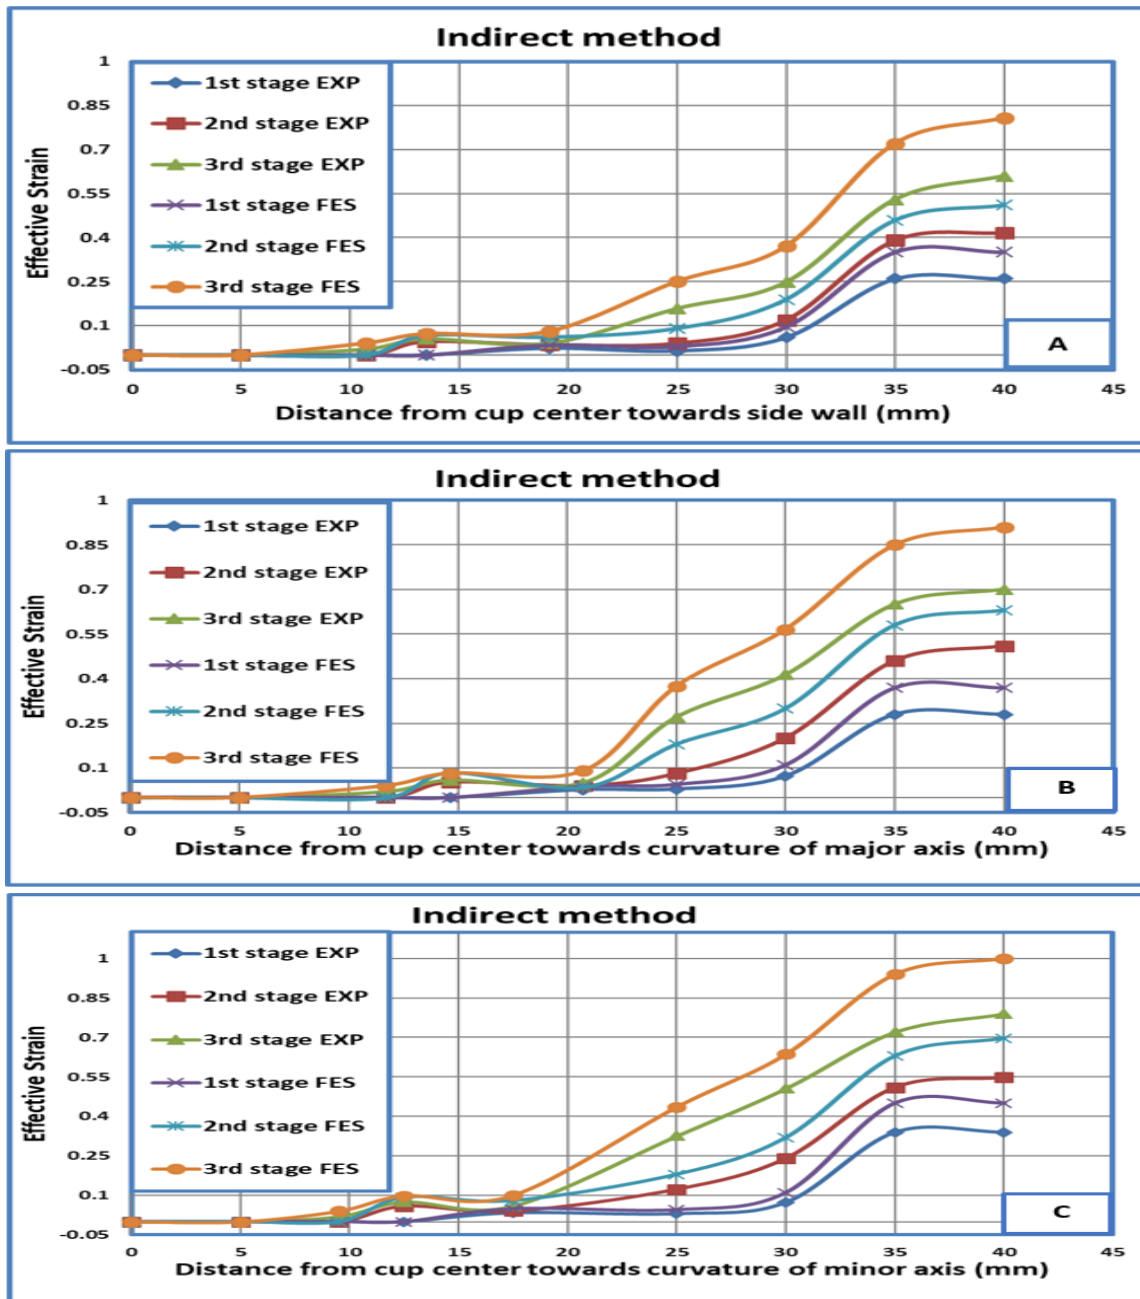 Indirect method
1
0.85
0.7
0.55
0.4
0.25
0.1
-0.05
Effective Strain
1st stage EXP
2nd stage EXP
3rd stage EXP
1st stage FES
2nd stage FES
3rd stage FES
A
0 5 10 15 20 25 30 35 40 45
Distance from cup center towards side wall (mm)
Indirect method
1
0.85
0.7
0.55
0.4
0.25
0.1
-0.05
Effective Strain
1st stage EXP
2nd stage EXP
3rd stage EXP
1st stage FES
2nd stage FES
3rd stage FES
B
0 5 10 15 20 25 30 35 40 45
Distance from cup center towards curvature of major axis (mm)
Indirect method
1
0.85
0.7
0.55
0.4
0.25
0.1
-0.05
Effective Strain
1st stage EXP
2nd stage EXP
3rd stage EXP
1st stage FES
2nd stage FES
3rd stage FES
C
0 5 10 15 20 25 30 35 40 45
Distance from cup center towards curvature of minor axis (mm)